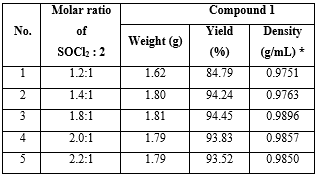 No. Molar ratio of SOCl₂ : 2 Compound 1
Weight (g) Yield (%) Density (g/mL) *
1 1.2:1 1.62 84.79 0.9751
2 1.4:1 1.80 94.24 0.9763
3 1.8:1 1.81 94.45 0.9896
4 2.0:1 1.79 93.83 0.9857
5 2.2:1 1.79 93.52 0.9850